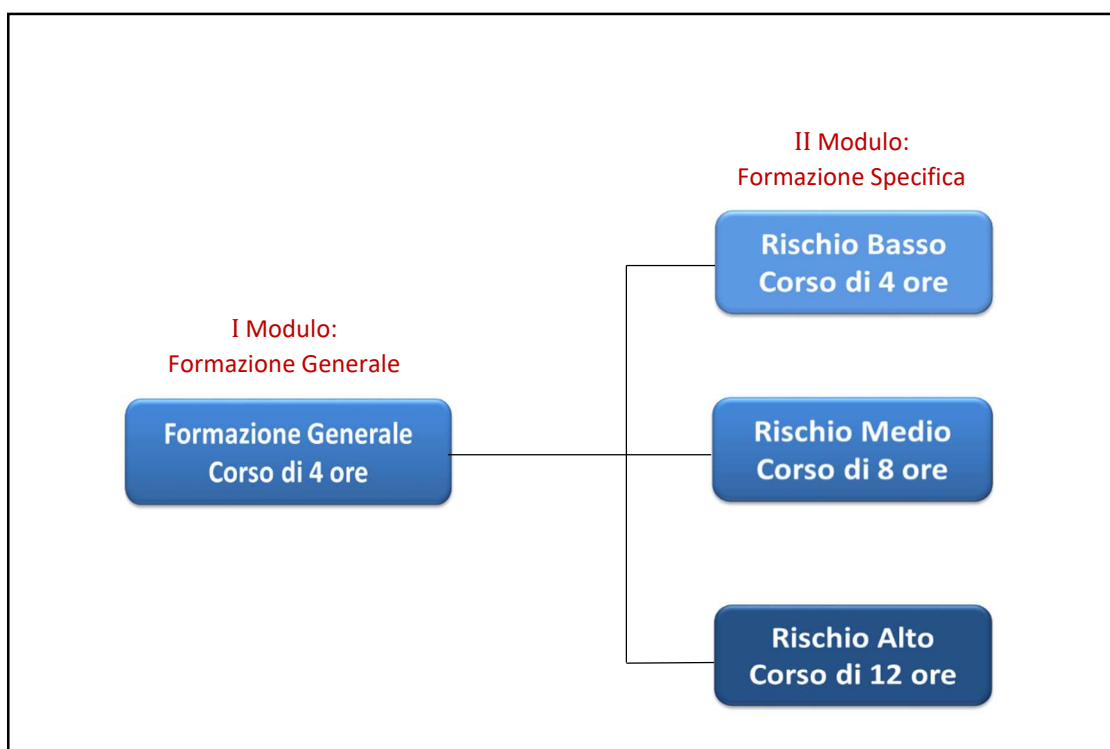 I Modulo:
Formazione Generale
Formazione Generale
Corso di 4 ore
II Modulo:
Formazione Specifica
Rischio Basso
Corso di 4 ore
Rischio Medio
Corso di 8 ore
Rischio Alto
Corso di 12 ore